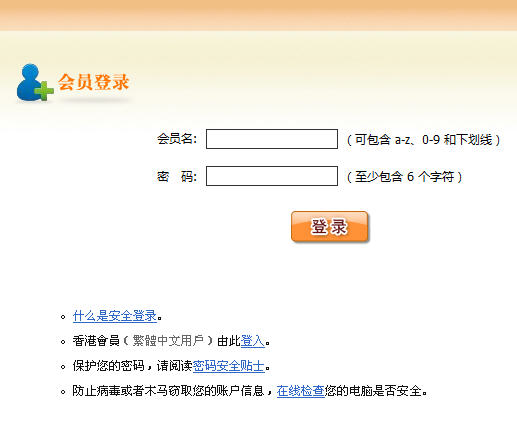 会员登录
会员名: （可包含 a-z、0-9 和下划线）
密 码: （至少包含 6 个字符）
登 录
什么是安全登录。
香港會員（繁體中文用戶）由此登入。
保护您的密码，请阅读密码安全贴士。
防止病毒或者木马窃取您的账户信息，在线检查您的电脑是否安全。